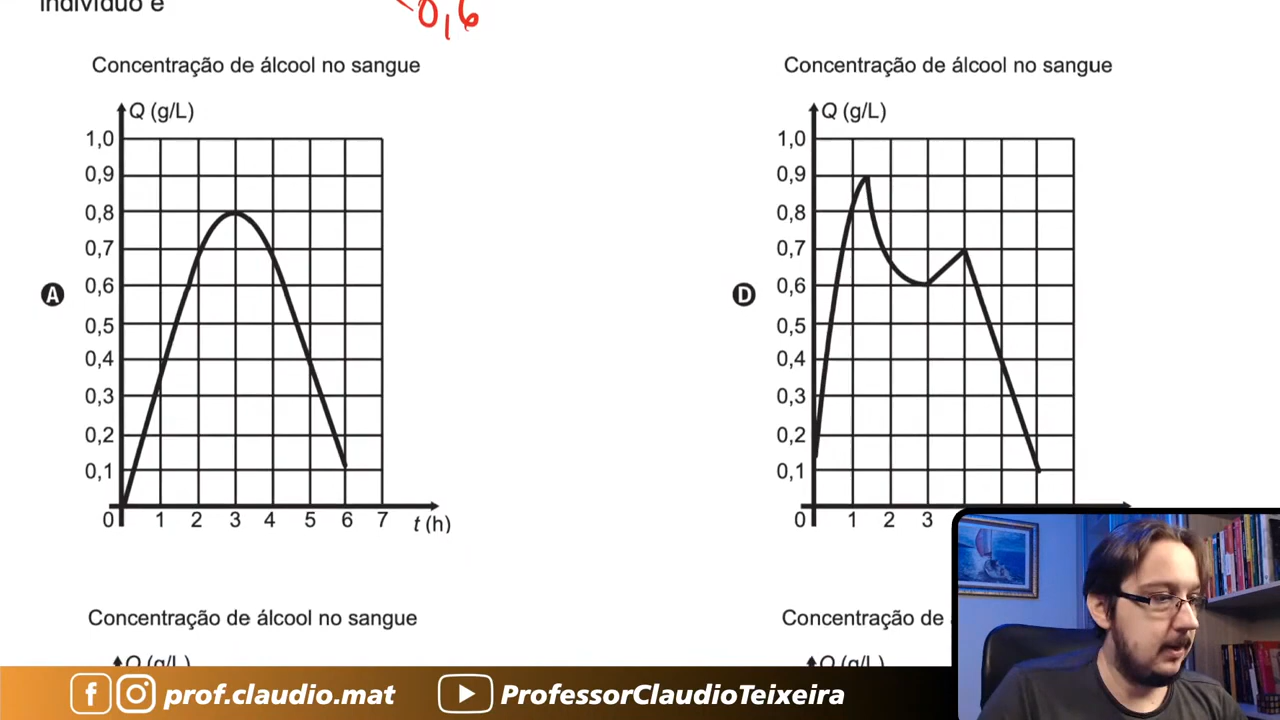 indivíduo é
0,6
Concentração de álcool no sangue
Q (g/L)
1,0
0,9
0,8
0,7
0,6
0,5
0,4
0,3
0,2
0,1
0 1 2 3 4 5 6 7 t (h)
A
Concentração de álcool no sangue
Q (g/L)
1,0
0,9
0,8
0,7
0,6
0,5
0,4
0,3
0,2
0,1
0 1 2 3
D
Concentração de álcool no sangue
Q (g/L)
Concentração de
Q (g/L)
prof.claudio.mat
ProfessorClaudioTeixeira